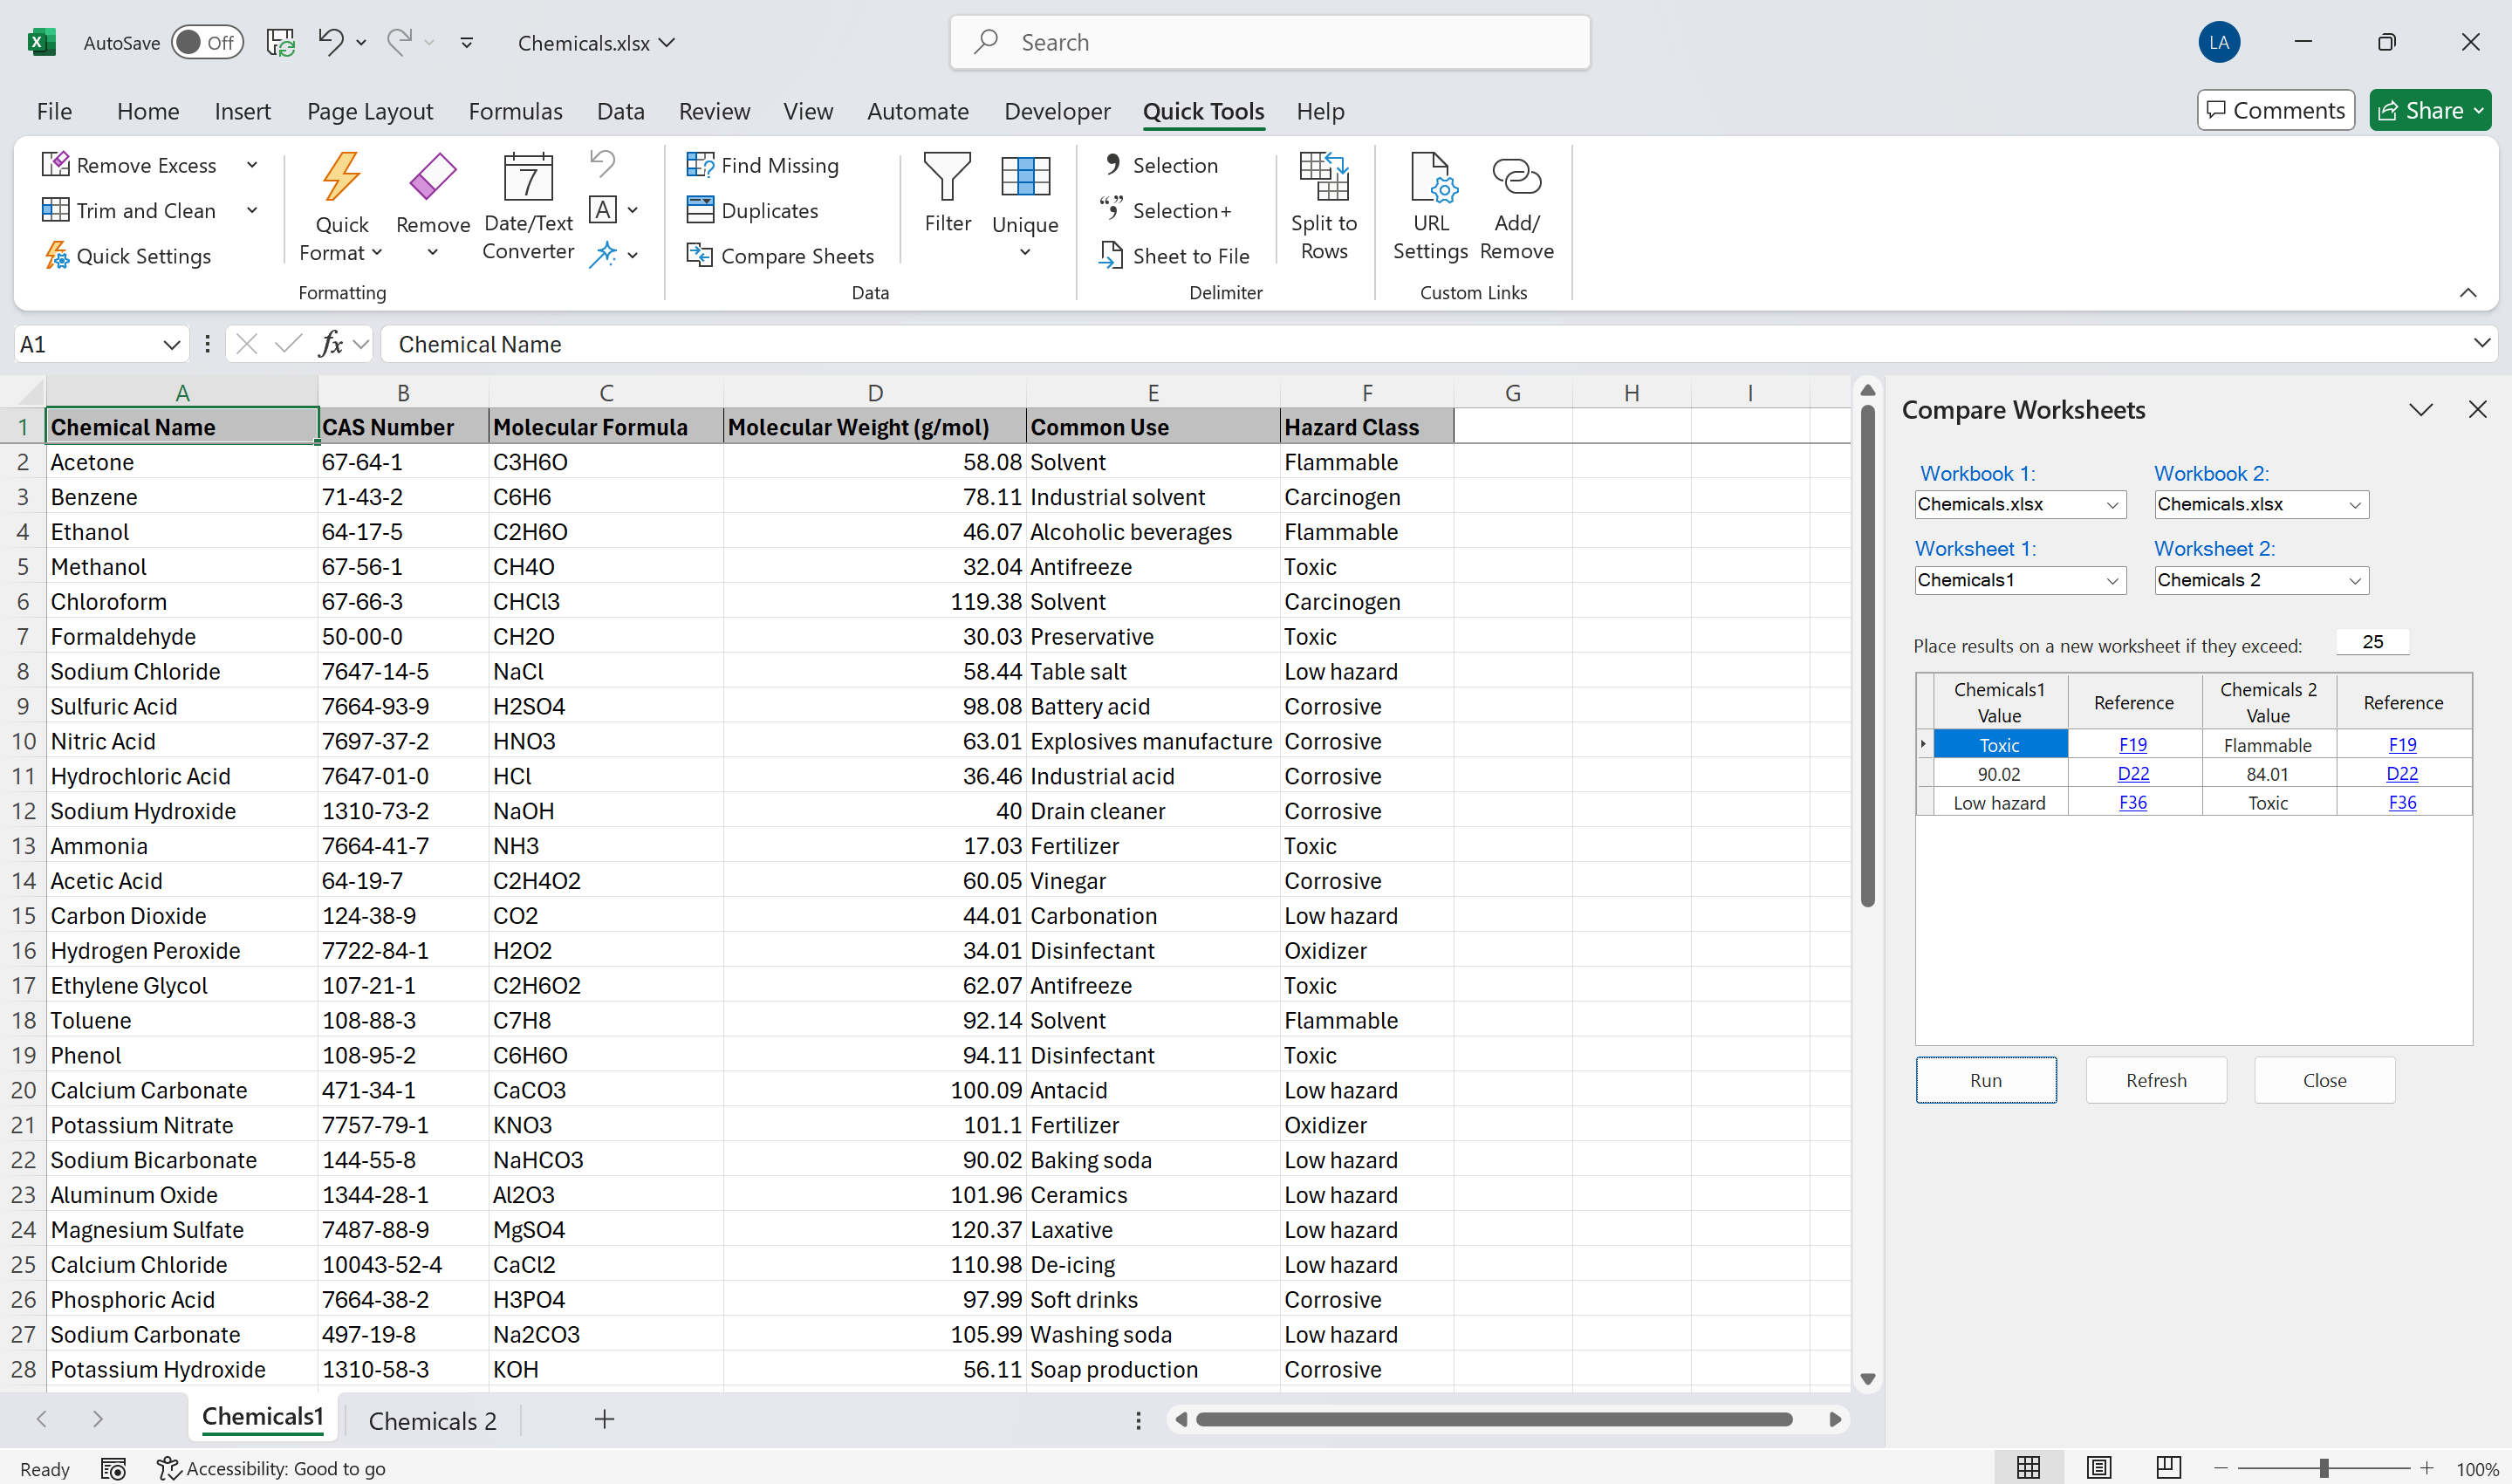 AutoSave Off Chemicals.xlsx Search LA
File Home Insert Page Layout Formulas Data Review View Automate Developer Quick Tools Help Comments Share
Remove Excess
Trim and Clean
Quick Settings
Quick Format
Remove
7
Date/Text Converter
A
Formatting
Find Missing
Duplicates
Compare Sheets
Filter
Unique
Data
Selection
Selection+
Sheet to File
Split to Rows
Delimiter
URL Settings
Add/ Remove
Custom Links
A1 fx Chemical Name
A B C D E F G H I
1 Chemical Name CAS Number Molecular Formula Molecular Weight (g/mol) Common Use Hazard Class
2 Acetone 67-64-1 C3H6O 58.08 Solvent Flammable
3 Benzene 71-43-2 C6H6 78.11 Industrial solvent Carcinogen
4 Ethanol 64-17-5 C2H6O 46.07 Alcoholic beverages Flammable
5 Methanol 67-56-1 CH4O 32.04 Antifreeze Toxic
6 Chloroform 67-66-3 CHCl3 119.38 Solvent Carcinogen
7 Formaldehyde 50-00-0 CH2O 30.03 Preservative Toxic
8 Sodium Chloride 7647-14-5 NaCl 58.44 Table salt Low hazard
9 Sulfuric Acid 7664-93-9 H2SO4 98.08 Battery acid Corrosive
10 Nitric Acid 7697-37-2 HNO3 63.01 Explosives manufacture Corrosive
11 Hydrochloric Acid 7647-01-0 HCl 36.46 Industrial acid Corrosive
12 Sodium Hydroxide 1310-73-2 NaOH 40 Drain cleaner Corrosive
13 Ammonia 7664-41-7 NH3 17.03 Fertilizer Toxic
14 Acetic Acid 64-19-7 C2H4O2 60.05 Vinegar Corrosive
15 Carbon Dioxide 124-38-9 CO2 44.01 Carbonation Low hazard
16 Hydrogen Peroxide 7722-84-1 H2O2 34.01 Disinfectant Oxidizer
17 Ethylene Glycol 107-21-1 C2H6O2 62.07 Antifreeze Toxic
18 Toluene 108-88-3 C7H8 92.14 Solvent Flammable
19 Phenol 108-95-2 C6H6O 94.11 Disinfectant Toxic
20 Calcium Carbonate 471-34-1 CaCO3 100.09 Antacid Low hazard
21 Potassium Nitrate 7757-79-1 KNO3 101.1 Fertilizer Oxidizer
22 Sodium Bicarbonate 144-55-8 NaHCO3 90.02 Baking soda Low hazard
23 Aluminum Oxide 1344-28-1 Al2O3 101.96 Ceramics Low hazard
24 Magnesium Sulfate 7487-88-9 MgSO4 120.37 Laxative Low hazard
25 Calcium Chloride 10043-52-4 CaCl2 110.98 De-icing Low hazard
26 Phosphoric Acid 7664-38-2 H3PO4 97.99 Soft drinks Corrosive
27 Sodium Carbonate 497-19-8 Na2CO3 105.99 Washing soda Low hazard
28 Potassium Hydroxide 1310-58-3 KOH 56.11 Soap production Corrosive
Compare Worksheets
Workbook 1: Workbook 2:
Chemicals.xlsx Chemicals.xlsx
Worksheet 1: Worksheet 2:
Chemicals1 Chemicals 2
Place results on a new worksheet if they exceed: 25
Chemicals1 Value Reference Chemicals 2 Value Reference
Toxic F19 Flammable F19
90.02 D22 84.01 D22
Low hazard F36 Toxic F36
Run Refresh Close
Chemicals1 Chemicals 2
Ready Accessibility: Good to go 100%